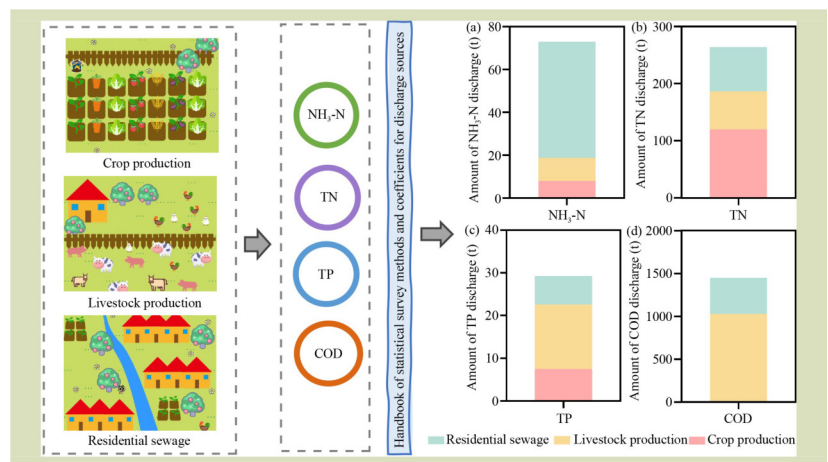 Crop production
Livestock production
Residential sewage
NH₃-N
TN
TP
COD
Handbook of statistical survey methods and coefficients for discharge sources
(a)
Amount of NH₃-N discharge (t)
80
60
40
20
0
NH₃-N
(b)
Amount of TN discharge (t)
300
200
100
0
TN
(c)
Amount of TP discharge (t)
40
30
20
10
0
TP
(d)
Amount of COD discharge (t)
2000
1500
1000
500
0
COD
Residential sewage
Livestock production
Crop production